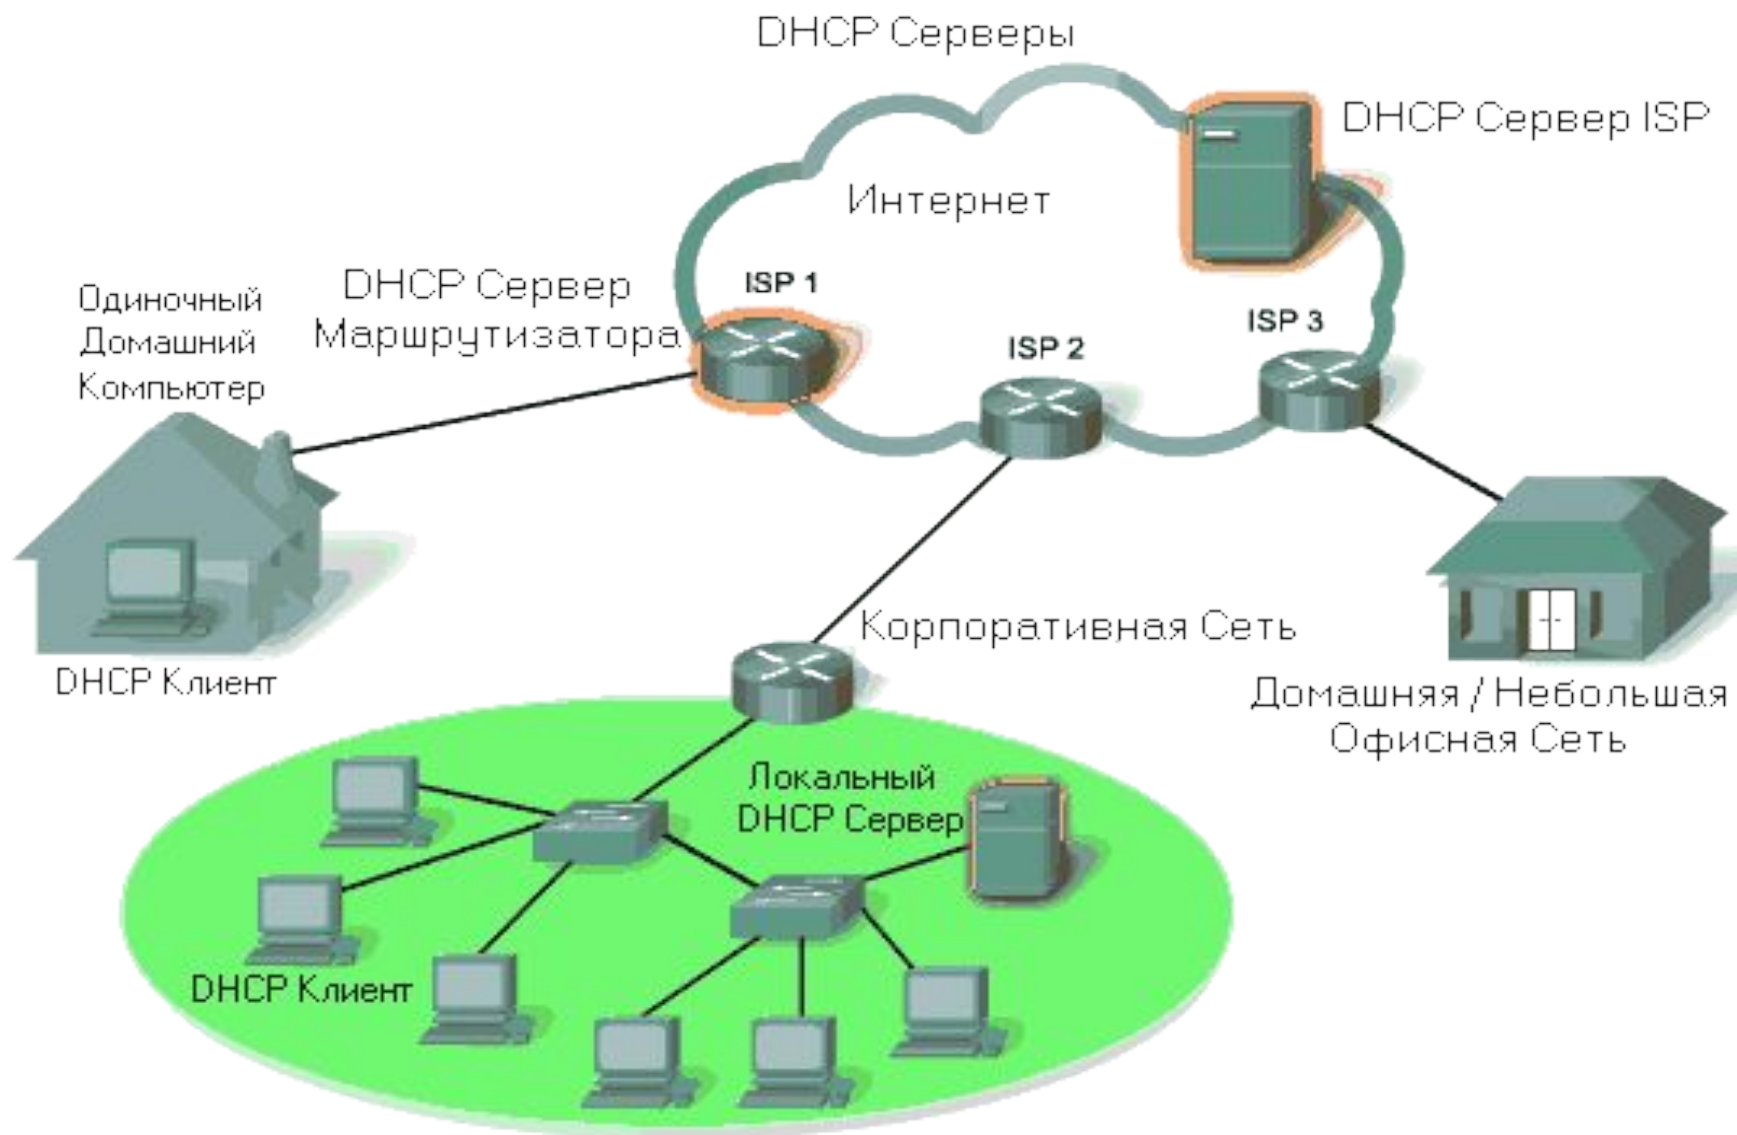 DHCP Серверы
DHCP Сервер ISP
Интернет
ISP 1
DHCP Сервер
Маршрутизатора
Одиночный
Домашний
Компьютер
ISP 2
ISP 3
DHCP Клиент
Корпоративная Сеть
Домашняя / Небольшая
Офисная Сеть
Локальный
DHCP Сервер
DHCP Клиент